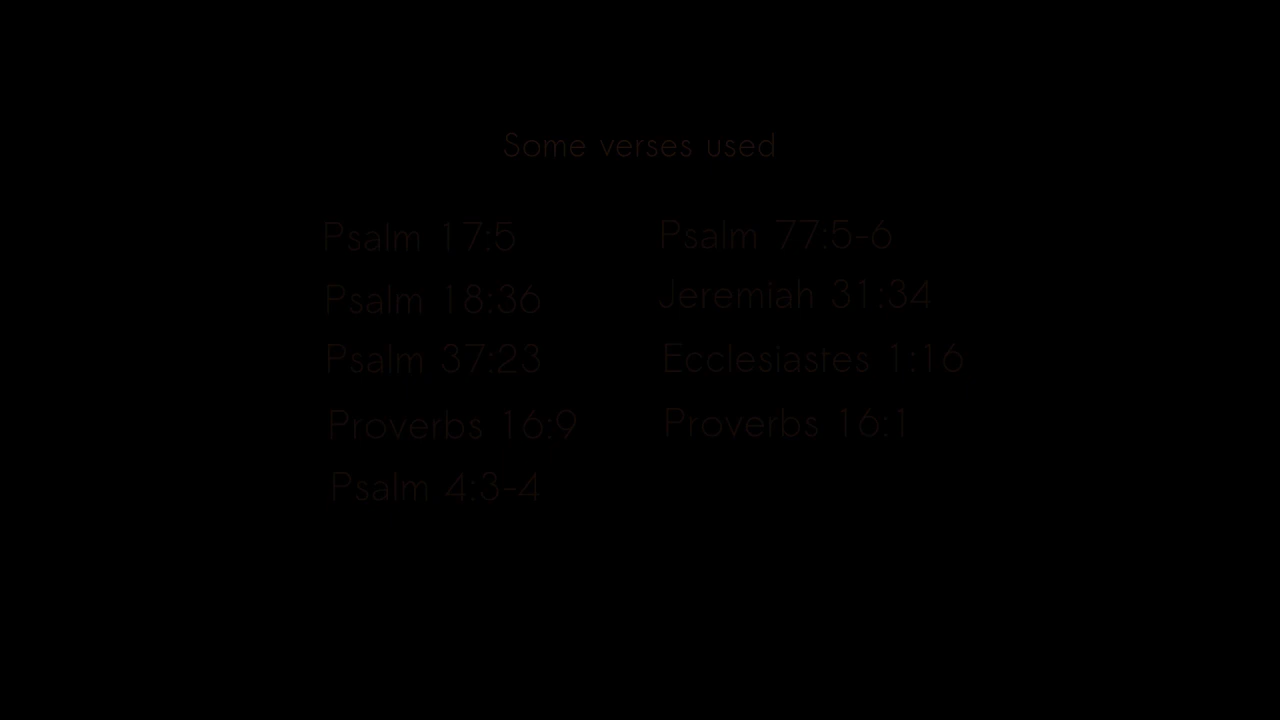 Some verses used
Psalm 17:5
Psalm 18:36
Psalm 37:23
Proverbs 16:9
Psalm 4:3-4
Psalm 77:5-6
Jeremiah 31:34
Ecclesiastes 1:16
Proverbs 16:1